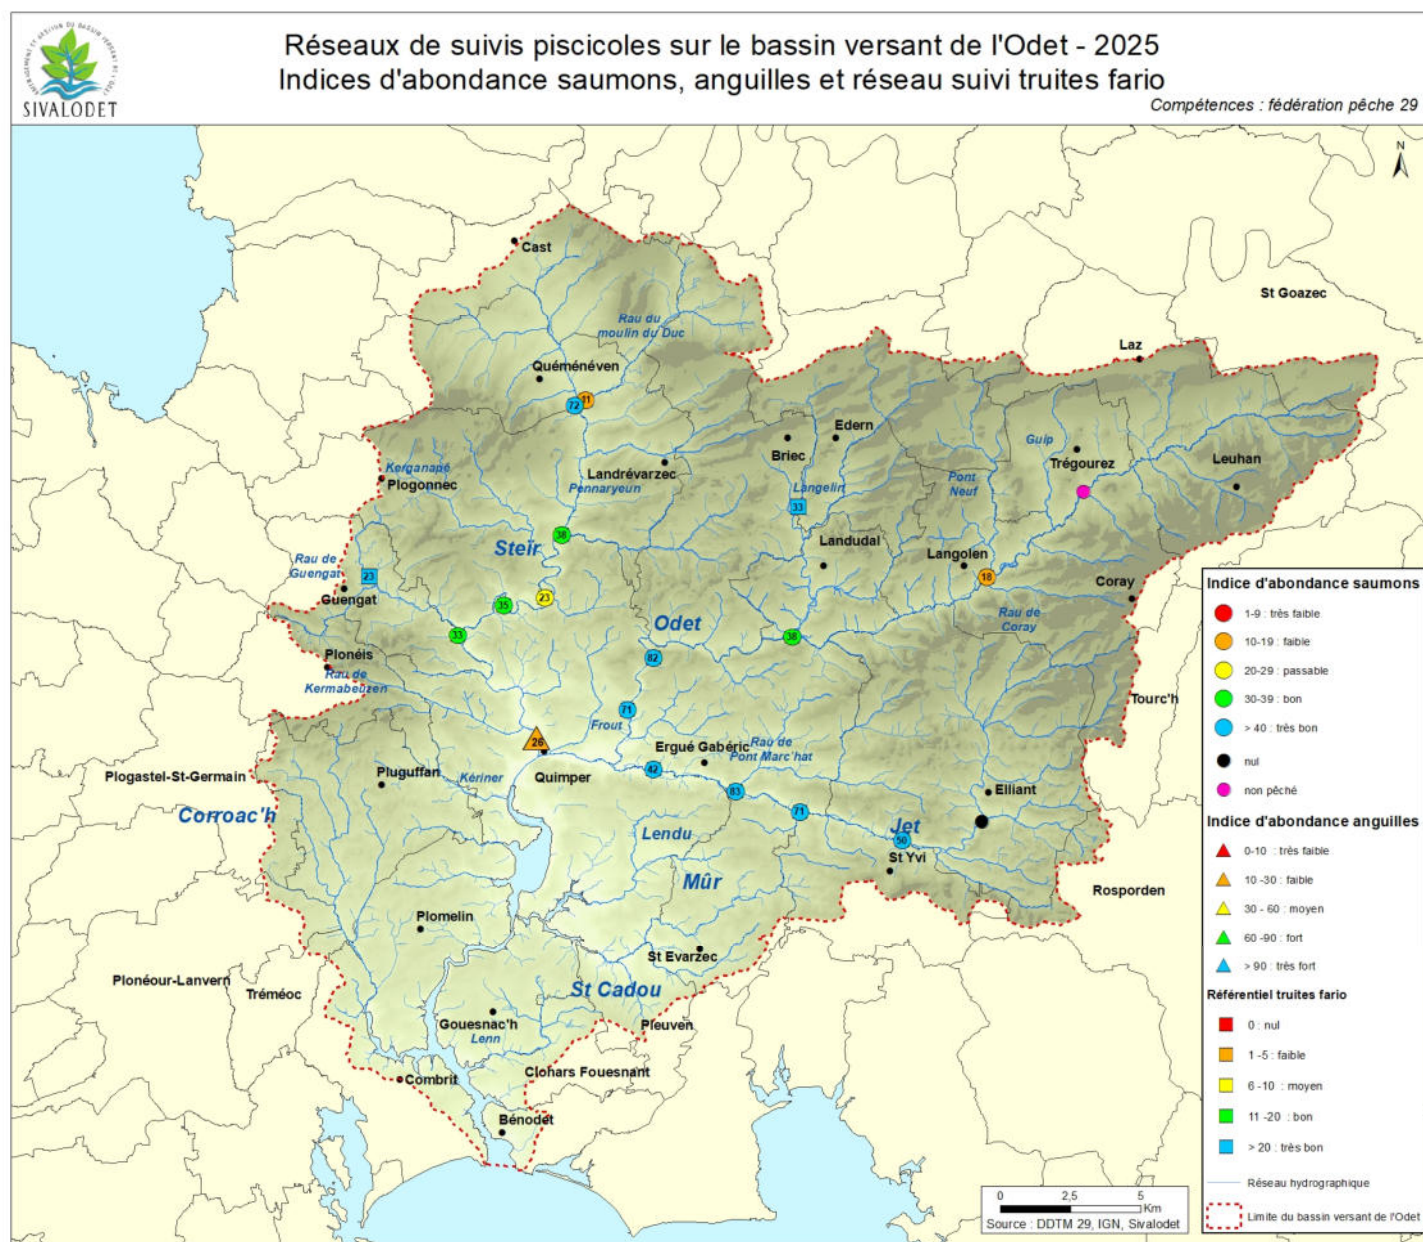 AMÉNAGEMENT ET GESTION DU BASSIN VERSANT DE L'ODET
SIVALODET
Réseaux de suivis piscicoles sur le bassin versant de l'Odet - 2025
Indices d'abondance saumons, anguilles et réseau suivi truites fario
Compétences : fédération pêche 29
N
Cast
St Goazec
Rau du
moulin du Duc
Laz
Quéménéven
11
72
Edern
Briec
Guip
Trégourez
Leuhan
Kerganapé
Plogonnec
Landrévarzec
Pennaryeun
Langelin
Pont
Neuf
33
38
Steïr
Landudal
Langolen
Rau de
Guengat
23
Guengat
18
Coray
23
35
Rau de
Coray
33
Odet
38
Plonéis
82
Rau de
Kermabeuzen
Tourc'h
71
Frout
26
Ergué Gabéric
Rau de
Pont Marc'hat
Quimper
42
Plogastel-St-Germain
Pluguffan
Kériner
83
Elliant
Corroac'h
71
Lendu
Jet
50
St Yvi
Mûr
Rosporden
Plomelin
St Evarzec
Plonéour-Lanvern
Tréméoc
St Cadou
Gouesnac'h
Pleuven
Lenn
Clohars Fouesnant
Combrit
Bénodet
Indice d'abondance saumons
1-9 : très faible
10-19 : faible
20-29 : passable
30-39 : bon
> 40 : très bon
nul
non pêché
Indice d'abondance anguilles
0-10 : très faible
10 -30 : faible
30 - 60 : moyen
60 -90 : fort
> 90 : très fort
Référentiel truites fario
0 : nul
1 -5 : faible
6 -10 : moyen
11 -20 : bon
> 20 : très bon
Réseau hydrographique
Limite du bassin versant de l'Odet
0 2,5 5
Km
Source : DDTM 29, IGN, Sivalodet